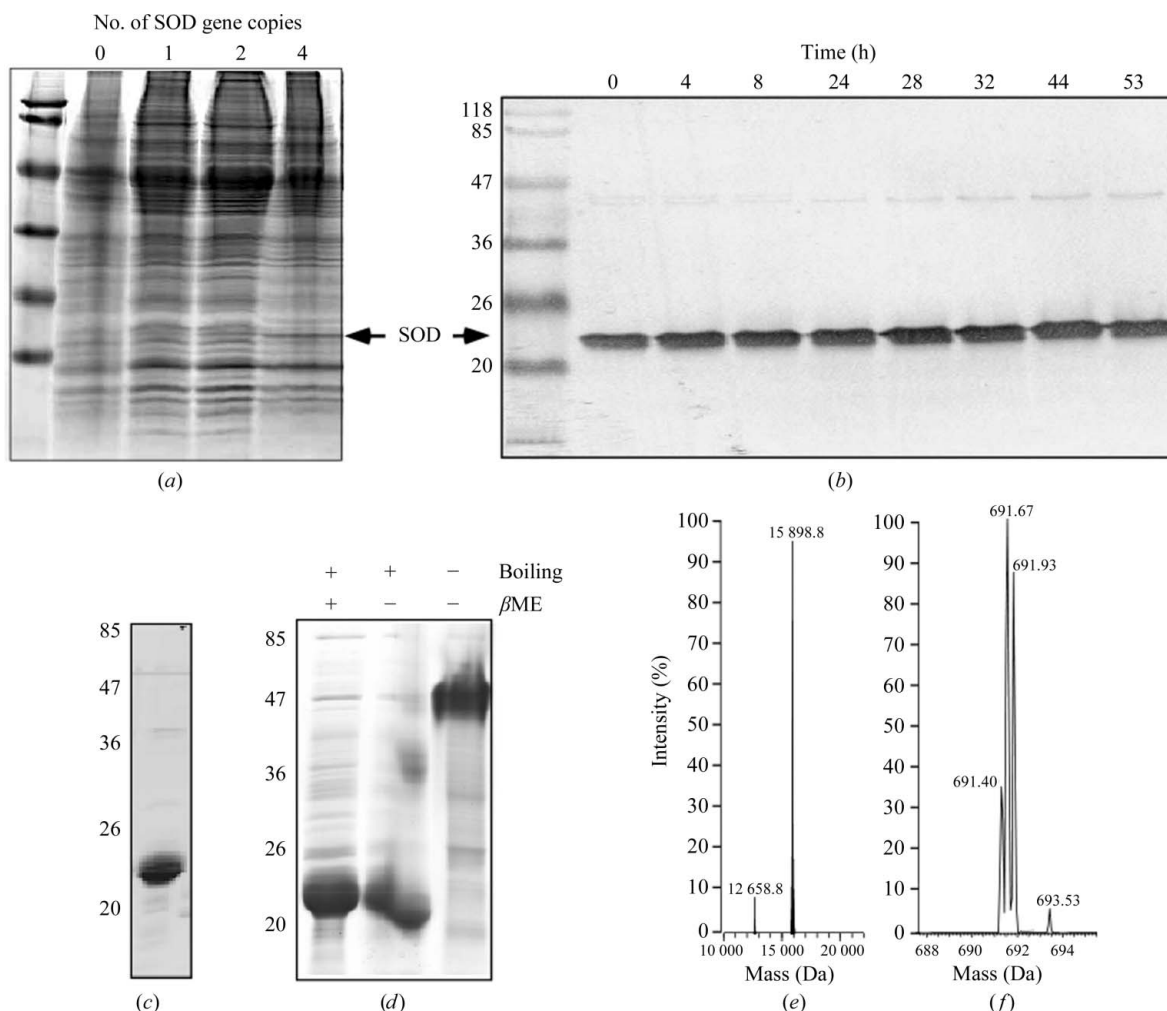 No. of SOD gene copies
0 1 2 4
Time (h)
0 4 8 24 28 32 44 53
118
85
47
36
26
20
SOD
(a)
(b)
+ + − Boiling
+ − − βME
85
47
36
26
20
(c)
85
47
36
26
20
(d)
Intensity (%)
100
90
80
70
60
50
40
30
20
10
0
15 898.8
12 658.8
10 000 15 000 20 000
Mass (Da)
(e)
100
90
80
70
60
50
40
30
20
10
0
691.67
691.93
691.40
693.53
688 690 692 694
Mass (Da)
(f)